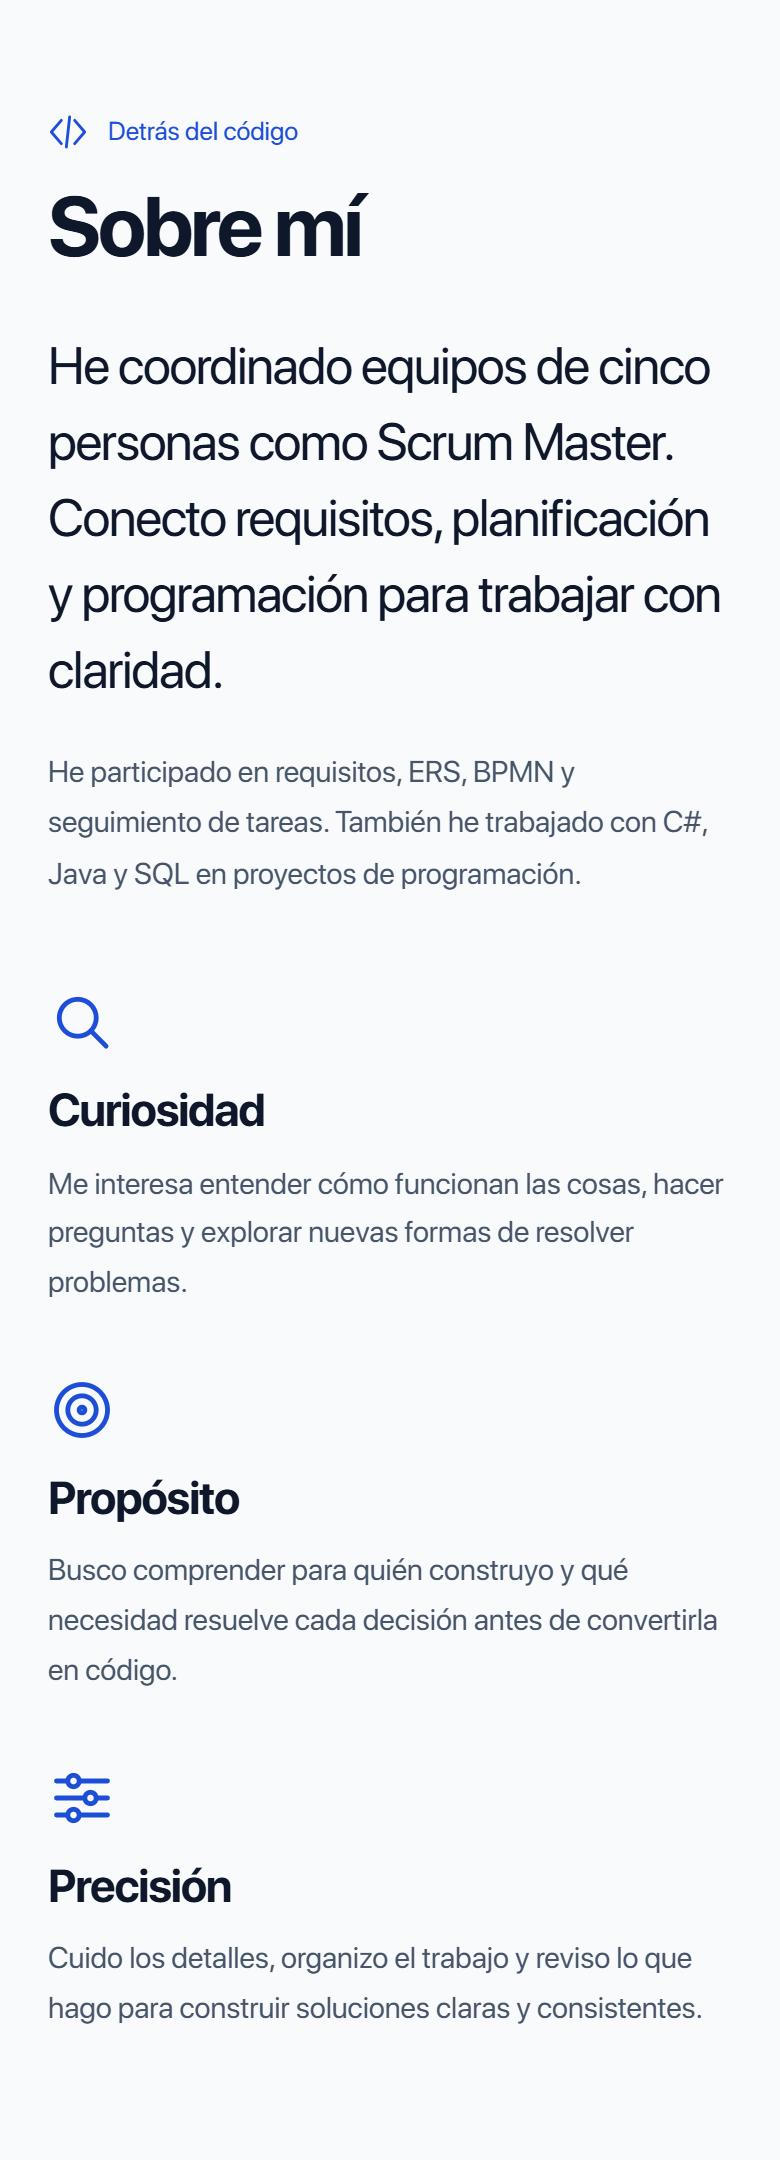 Detrás del código
Sobre mí
He coordinado equipos de cinco
personas como Scrum Master.
Conecto requisitos, planificación
y programación para trabajar con
claridad.
He participado en requisitos, ERS, BPMN y
seguimiento de tareas. También he trabajado con C#,
Java y SQL en proyectos de programación.
Curiosidad
Me interesa entender cómo funcionan las cosas, hacer
preguntas y explorar nuevas formas de resolver
problemas.
Propósito
Busco comprender para quién construyo y qué
necesidad resuelve cada decisión antes de convertirla
en código.
Precisión
Cuido los detalles, organizo el trabajo y reviso lo que
hago para construir soluciones claras y consistentes.